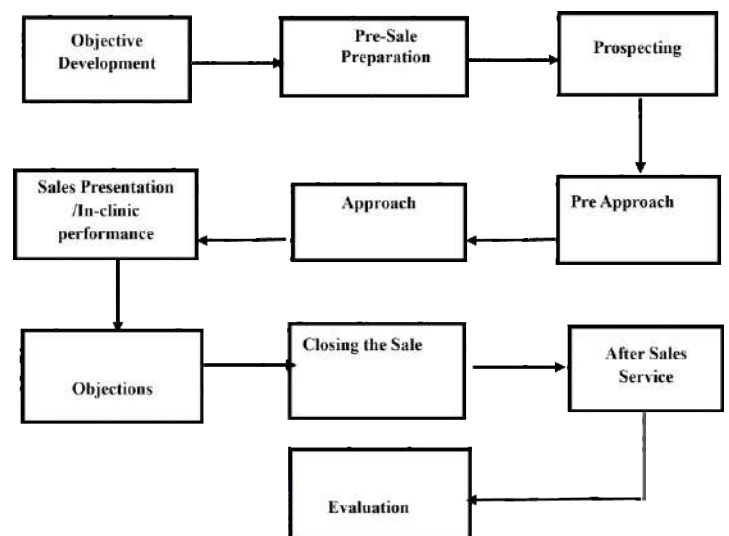 Objective
Development
Pre-Sale
Preparation
Prospecting
Pre Approach
Approach
Sales Presentation
/In-clinic
performance
Objections
Closing the Sale
After Sales
Service
Evaluation